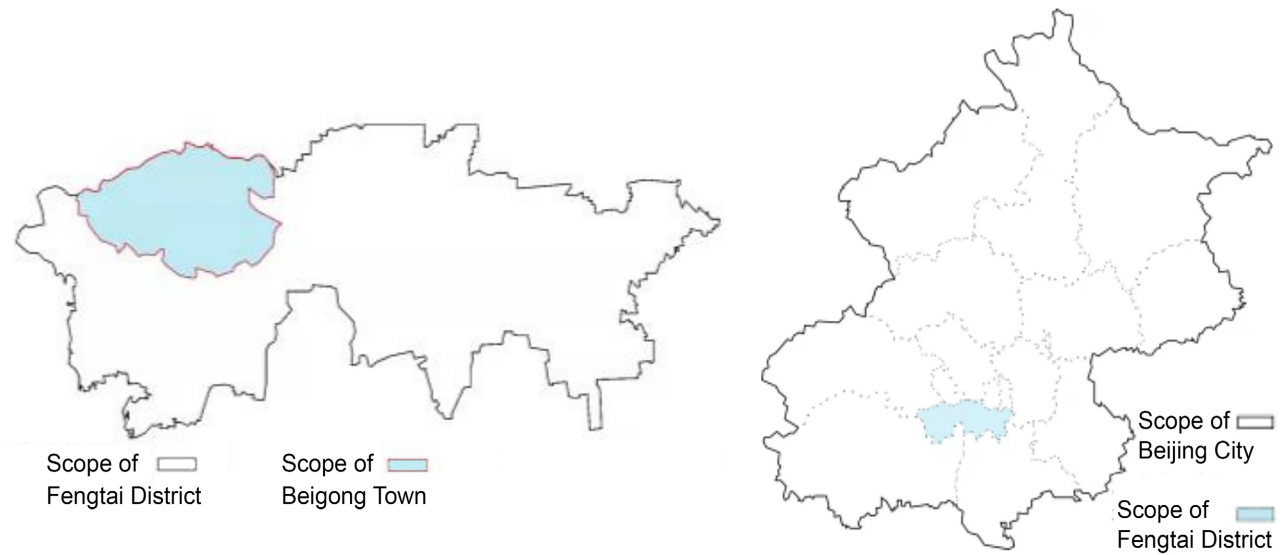 Scope of
Fengtai District
Scope of
Beigong Town
Scope of
Beijing City
Scope of
Fengtai District